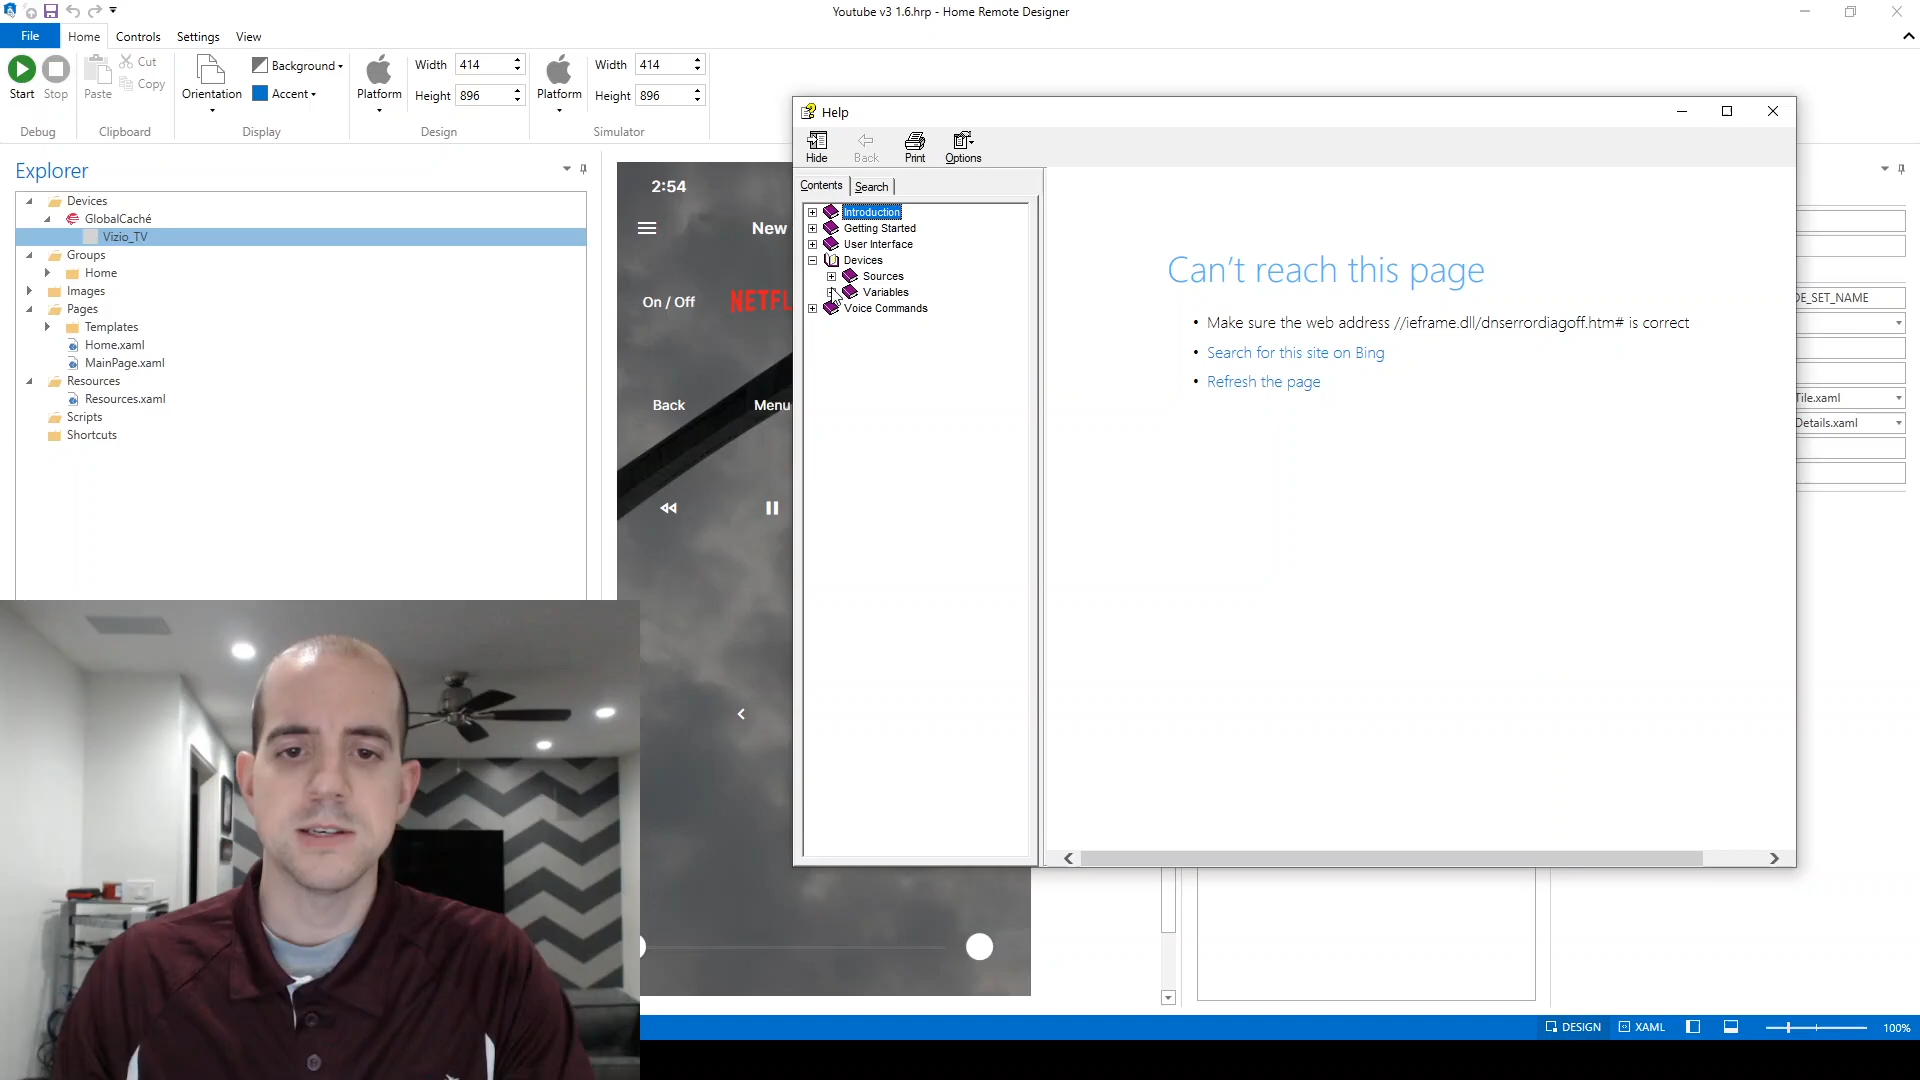 Youtube v3 1.6.hrp - Home Remote Designer
File Home Controls Settings View
Start Stop
Paste Cut Copy
Orientation Background Accent
Platform Width 414 Height 896
Platform Width 414 Height 896
Debug Clipboard Display Design Simulator
Explorer
Devices
GlobalCaché
Vizio_TV
Groups
Home
Images
Pages
Templates
Home.xaml
MainPage.xaml
Resources
Resources.xaml
Scripts
Shortcuts
2:54
New
On / Off
NETFL
Back Menu
Help
Hide Back Print Options
Contents Search
Introduction
Getting Started
User Interface
Devices
Sources
Variables
Voice Commands
Can't reach this page
• Make sure the web address //ieframe.dll/dnserrordiagoff.htm# is correct
• Search for this site on Bing
• Refresh the page
DE_SET_NAME
Tile.xaml
Details.xaml
DESIGN XAML 100%